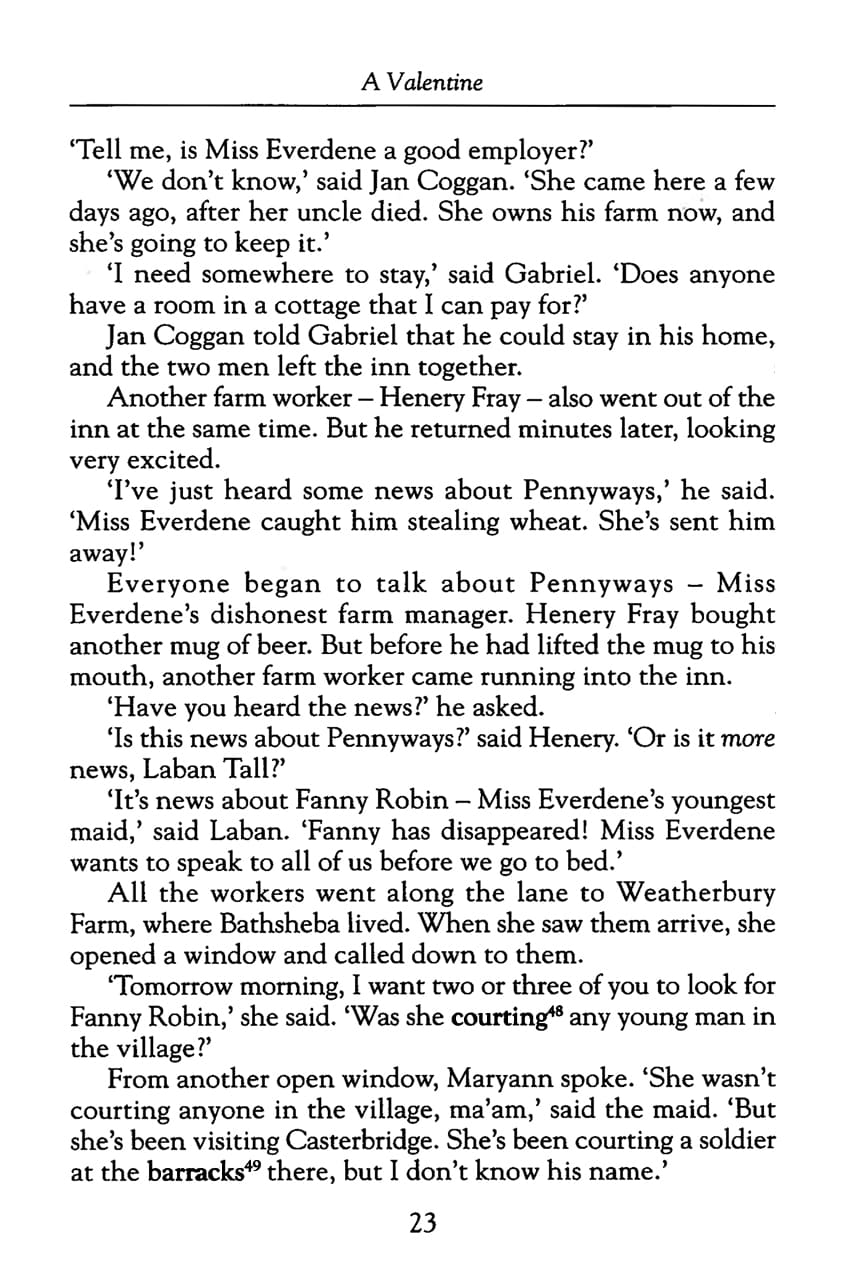 A Valentine
‘Tell me, is Miss Everdene a good employer?’
‘We don’t know,’ said Jan Coggan. ‘She came here a few
days ago, after her uncle died. She owns his farm now, and
she’s going to keep it.’
‘I need somewhere to stay,’ said Gabriel. ‘Does anyone
have a room in a cottage that I can pay for?’
Jan Coggan told Gabriel that he could stay in his home,
and the two men left the inn together.
Another farm worker – Henery Fray – also went out of the
inn at the same time. But he returned minutes later, looking
very excited.
‘I’ve just heard some news about Pennyways,’ he said.
‘Miss Everdene caught him stealing wheat. She’s sent him
away!’
Everyone began to talk about Pennyways – Miss
Everdene’s dishonest farm manager. Henery Fray bought
another mug of beer. But before he had lifted the mug to his
mouth, another farm worker came running into the inn.
‘Have you heard the news?’ he asked.
‘Is this news about Pennyways?’ said Henery. ‘Or is it more
news, Laban Tall?’
‘It’s news about Fanny Robin – Miss Everdene’s youngest
maid,’ said Laban. ‘Fanny has disappeared! Miss Everdene
wants to speak to all of us before we go to bed.’
All the workers went along the lane to Weatherbury
Farm, where Bathsheba lived. When she saw them arrive, she
opened a window and called down to them.
‘Tomorrow morning, I want two or three of you to look for
Fanny Robin,’ she said. ‘Was she courting⁴⁸ any young man in
the village?’
From another open window, Maryann spoke. ‘She wasn’t
courting anyone in the village, ma’am,’ said the maid. ‘But
she’s been visiting Casterbridge. She’s been courting a soldier
at the barracks⁴⁹ there, but I don’t know his name.’
23